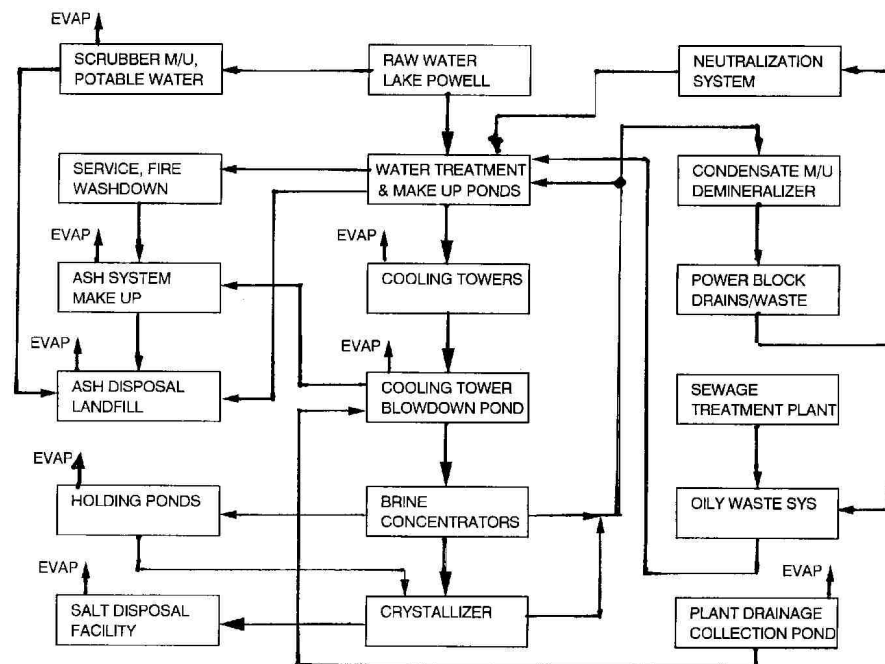 EVAP
SCRUBBER M/U,
POTABLE WATER
RAW WATER
LAKE POWELL
NEUTRALIZATION
SYSTEM
SERVICE, FIRE
WASHDOWN
WATER TREATMENT
& MAKE UP PONDS
CONDENSATE M/U
DEMINERALIZER
EVAP
EVAP
ASH SYSTEM
MAKE UP
COOLING TOWERS
POWER BLOCK
DRAINS/WASTE
EVAP
EVAP
ASH DISPOSAL
LANDFILL
COOLING TOWER
BLOWDOWN POND
SEWAGE
TREATMENT PLANT
EVAP
HOLDING PONDS
BRINE
CONCENTRATORS
OILY WASTE SYS
EVAP
EVAP
SALT DISPOSAL
FACILITY
CRYSTALLIZER
PLANT DRAINAGE
COLLECTION POND